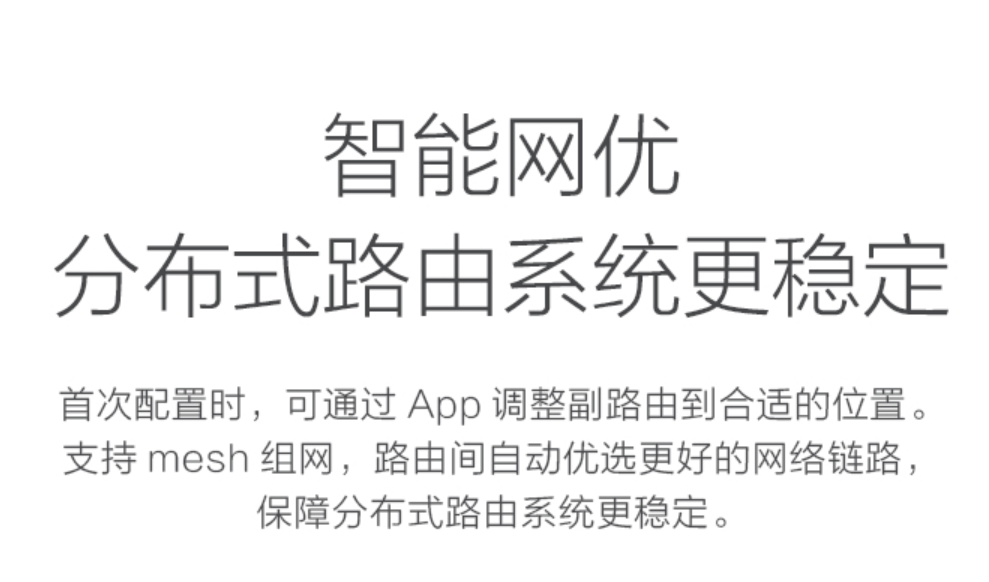 智能网优
分布式路由系统更稳定
首次配置时，可通过 App 调整副路由到合适的位置。
支持 mesh 组网，路由间自动优选更好的网络链路，
保障分布式路由系统更稳定。